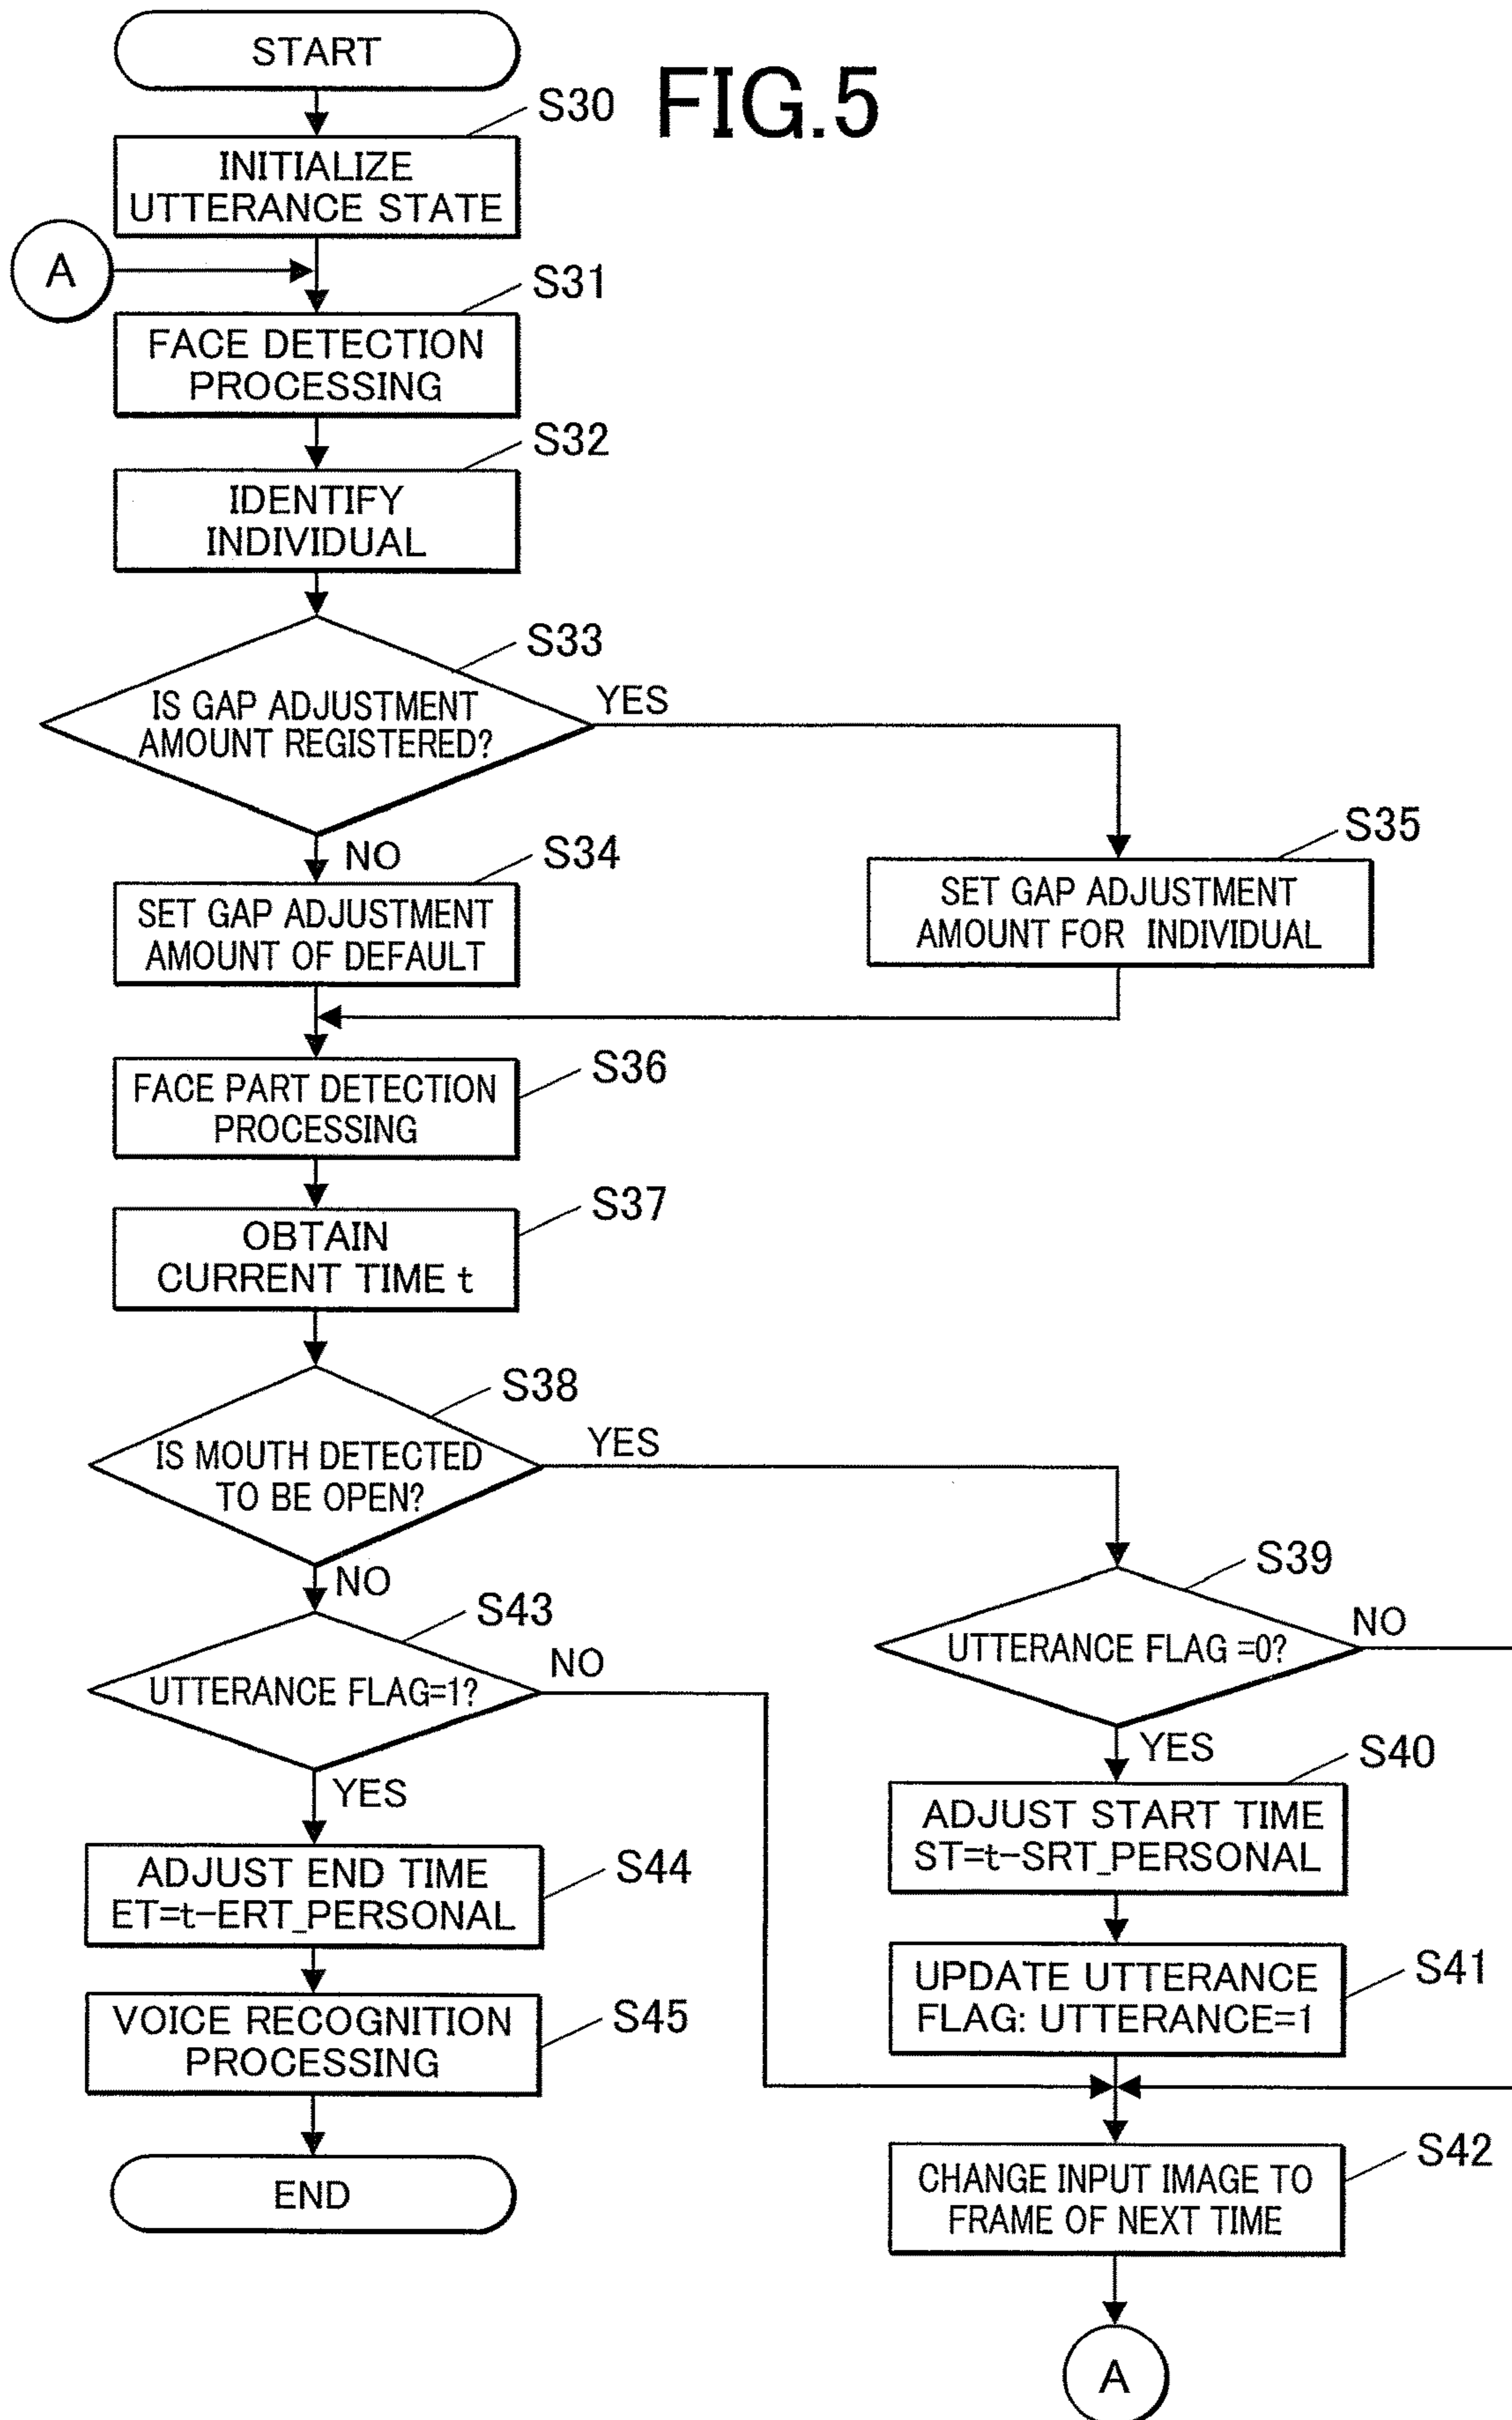 START
FIG.5
S30
INITIALIZE
UTTERANCE STATE
A
S31
FACE DETECTION
PROCESSING
S32
IDENTIFY
INDIVIDUAL
S33
IS GAP ADJUSTMENT
AMOUNT REGISTERED?
YES
NO
S34
SET GAP ADJUSTMENT
AMOUNT OF DEFAULT
S35
SET GAP ADJUSTMENT
AMOUNT FOR INDIVIDUAL
S36
FACE PART DETECTION
PROCESSING
S37
OBTAIN
CURRENT TIME t
S38
IS MOUTH DETECTED
TO BE OPEN?
YES
NO
S39
UTTERANCE FLAG =0?
NO
YES
S43
UTTERANCE FLAG=1?
NO
YES
S40
ADJUST START TIME
ST=t-SRT_PERSONAL
S44
ADJUST END TIME
ET=t-ERT_PERSONAL
S41
UPDATE UTTERANCE
FLAG: UTTERANCE=1
S45
VOICE RECOGNITION
PROCESSING
S42
CHANGE INPUT IMAGE TO
FRAME OF NEXT TIME
END
A